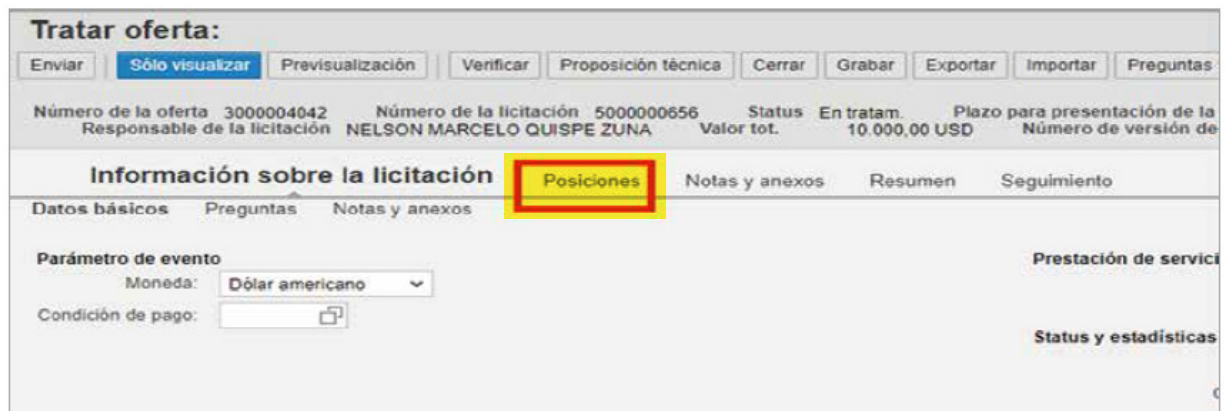 Tratar oferta:
Enviar Sólo visualizar Previsualización Verificar Proposición técnica Cerrar Grabar Exportar Importar Preguntas
Número de la oferta 3000004042 Número de la licitación 5000000656 Status En tratam. Plazo para presentación de la
Responsable de la licitación NELSON MARCELO QUISPE ZUNA Valor tot. 10.000,00 USD Número de versión de
Información sobre la licitación Posiciones Notas y anexos Resumen Seguimiento
Datos básicos Preguntas Notas y anexos
Parámetro de evento Prestación de servici
Moneda: Dólar americano
Condición de pago:
Status y estadísticas